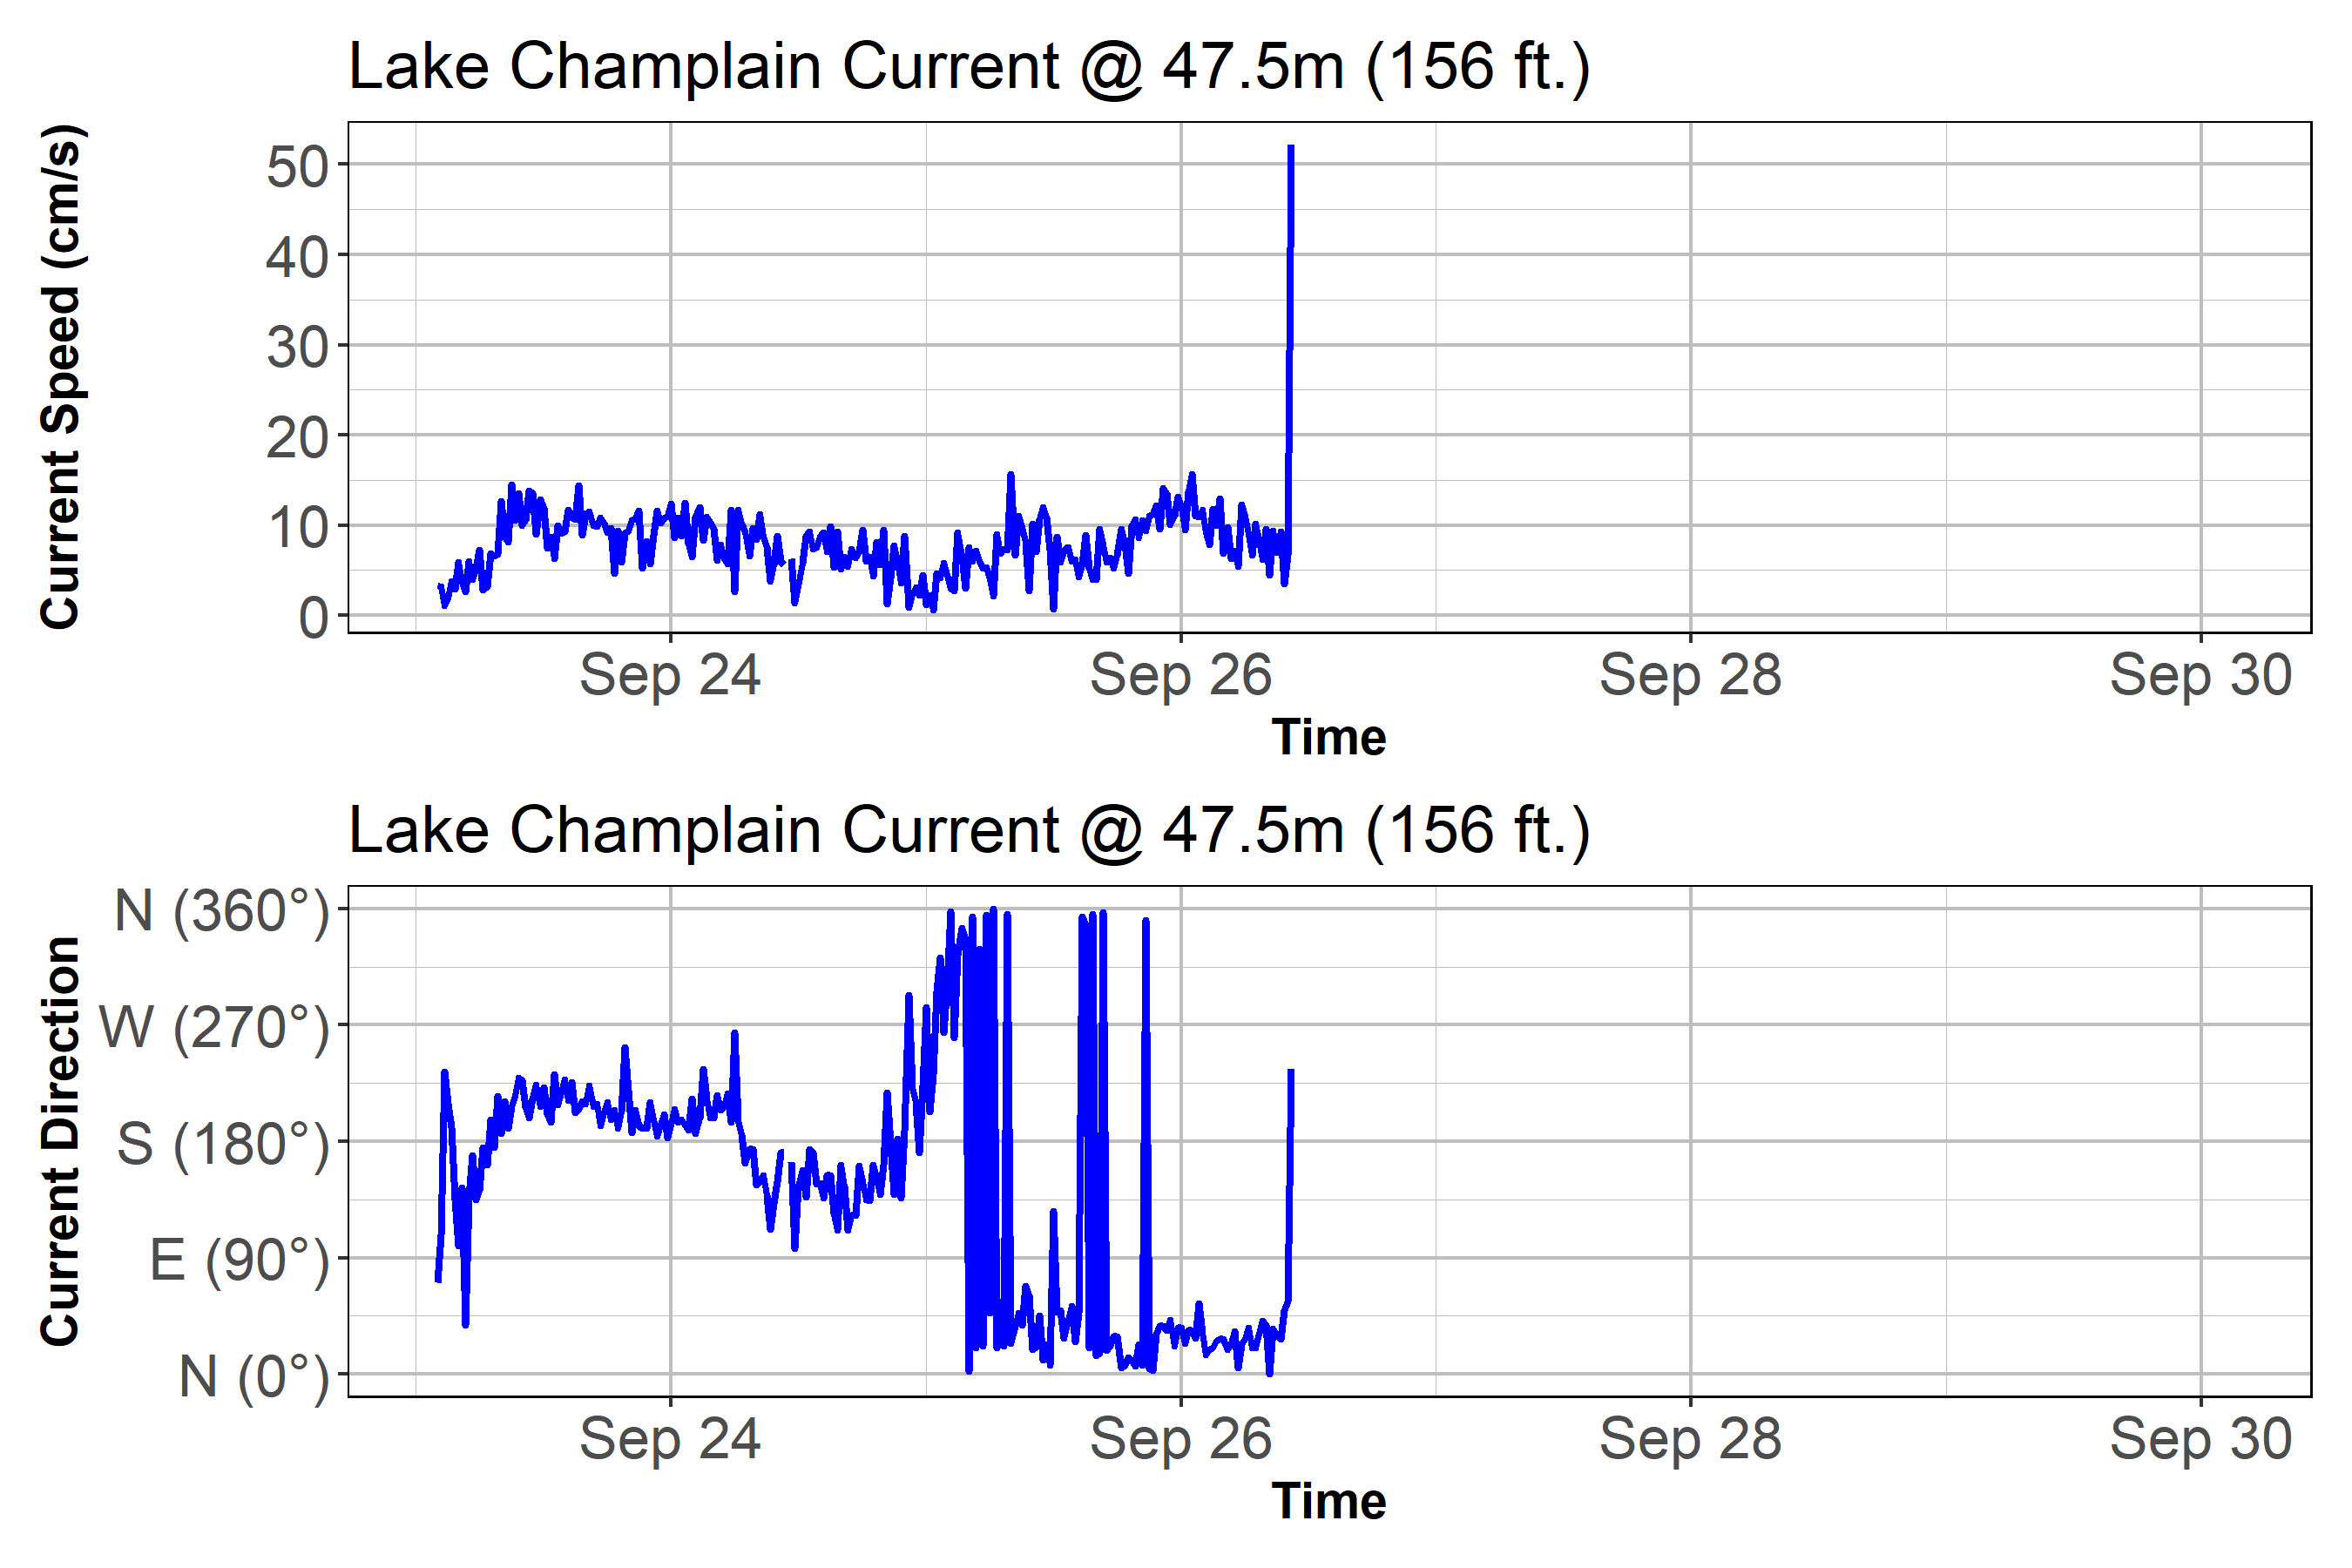 Lake Champlain Current @ 47.5m (156 ft.)
Current Speed (cm/s)
50
40
30
20
10
0
Sep 24 Sep 26 Sep 28 Sep 30
Time
Lake Champlain Current @ 47.5m (156 ft.)
Current Direction
N (360°)
W (270°)
S (180°)
E (90°)
N (0°)
Sep 24 Sep 26 Sep 28 Sep 30
Time